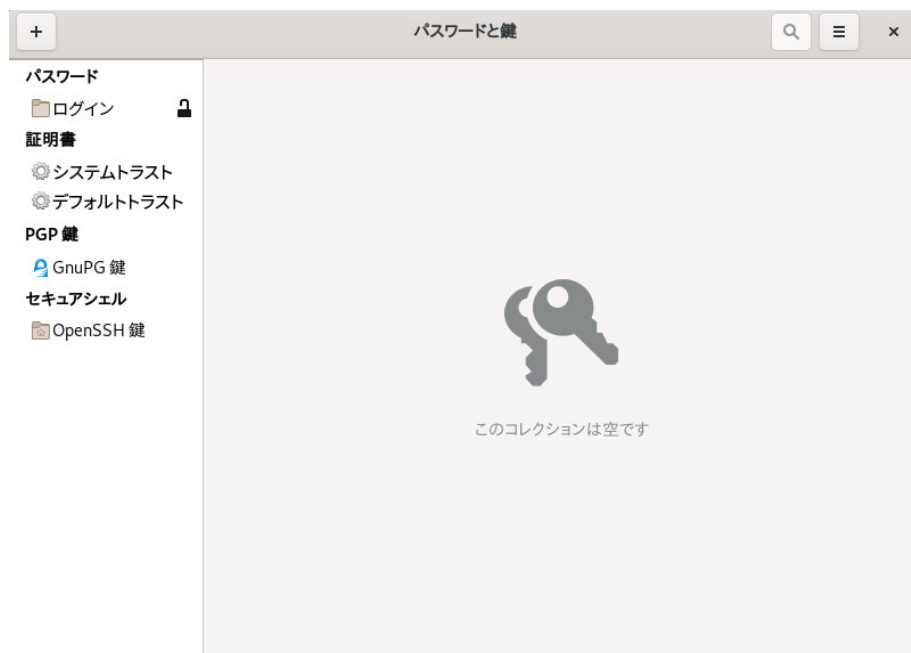 パスワードと鍵
パスワード
ログイン
証明書
システムトラスト
デフォルトトラスト
PGP 鍵
GnuPG 鍵
セキュアシェル
OpenSSH 鍵
このコレクションは空です